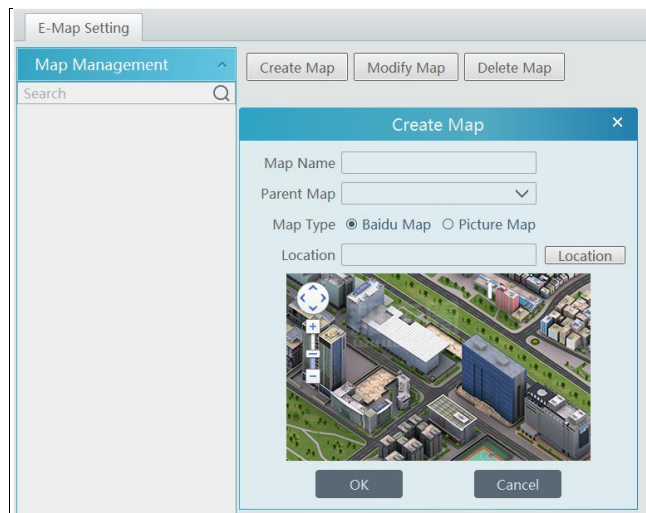 E-Map Setting
Map Management
Create Map Modify Map Delete Map
Search
Create Map
Map Name
Parent Map
Map Type Baidu Map Picture Map
Location Location
OK Cancel